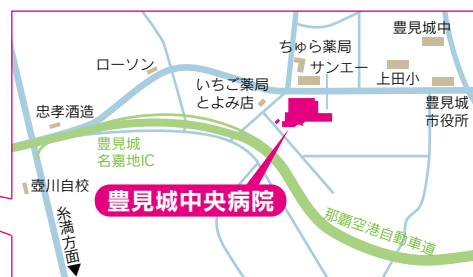 豊見城中
ちゅら薬局
サンエー
ローソン
上田小
いちご薬局
とよみ店
豊見城
市役所
忠孝酒造
豊見城
名嘉地IC
壺川自校
豊見城中央病院
那覇空港自動車道
糸満方面